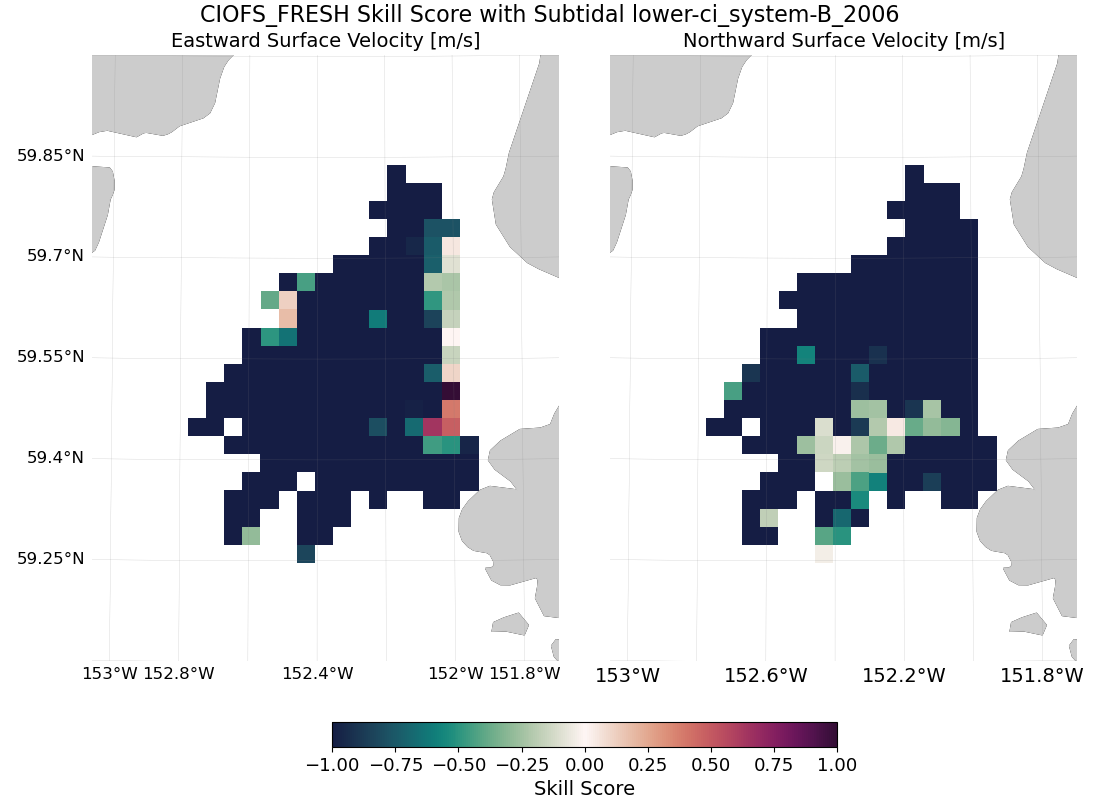 CIOFS_FRESH Skill Score with Subtidal lower-ci_system-B_2006
Eastward Surface Velocity [m/s]
Northward Surface Velocity [m/s]
59.85°N
59.7°N
59.55°N
59.4°N
59.25°N
153°W 152.8°W 152.4°W 152°W 151.8°W
153°W 152.6°W 152.2°W 151.8°W
−1.00 −0.75 −0.50 −0.25 0.00 0.25 0.50 0.75 1.00
Skill Score